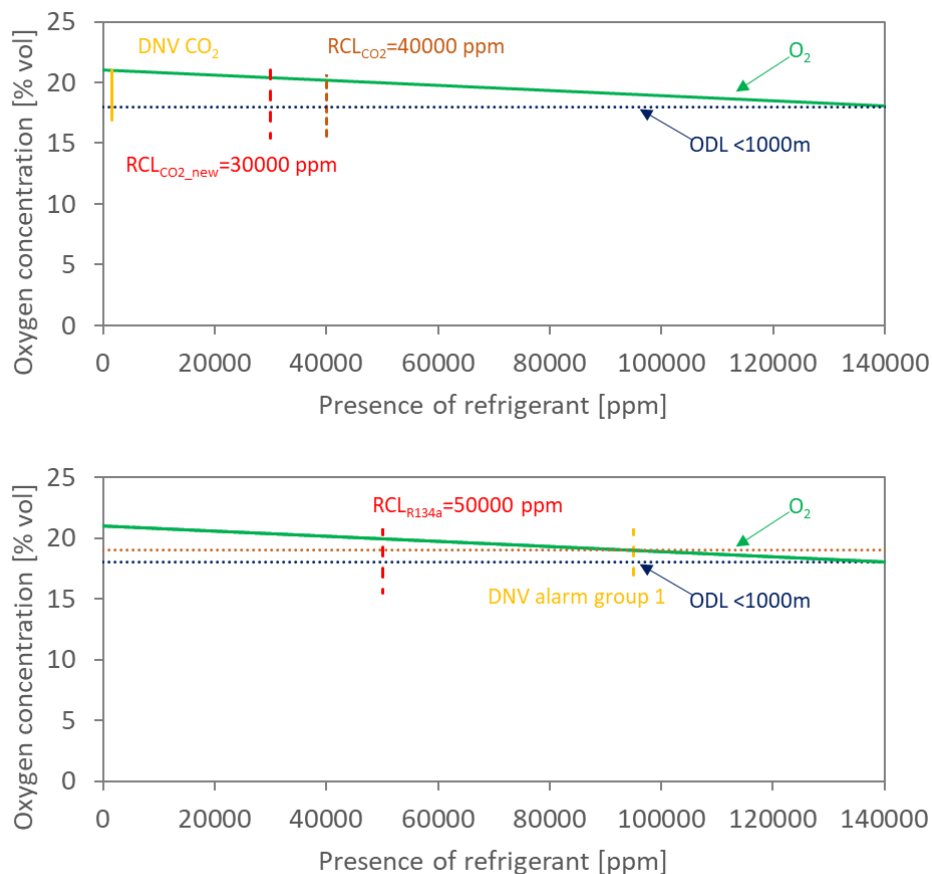 25
DNV CO₂
RCL_CO2=40000 ppm
O₂
20
15
ODL <1000m
RCL_CO2_new=30000 ppm
10
5
0
Oxygen concentration [% vol]
0 20000 40000 60000 80000 100000 120000 140000
Presence of refrigerant [ppm]
25
RCL_R134a=50000 ppm
O₂
20
15
DNV alarm group 1
ODL <1000m
10
5
0
Oxygen concentration [% vol]
0 20000 40000 60000 80000 100000 120000 140000
Presence of refrigerant [ppm]